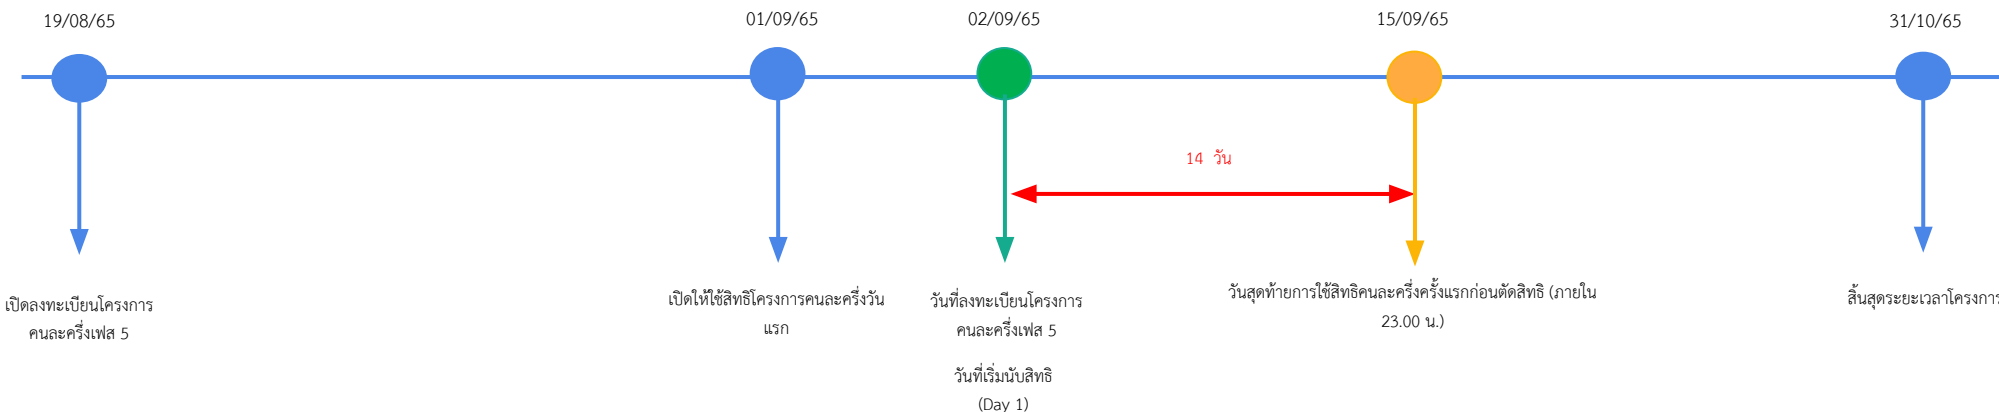 19/08/65
01/09/65
02/09/65
15/09/65
31/10/65
14 วัน
เปิดลงทะเบียนโครงการ
คนละครึ่งเฟส 5
เปิดให้ใช้สิทธิโครงการคนละครึ่งวัน
แรก
วันที่ลงทะเบียนโครงการ
คนละครึ่งเฟส 5
วันที่เริ่มนับสิทธิ
(Day 1)
วันสุดท้ายการใช้สิทธิคนละครึ่งครั้งแรกก่อนตัดสิทธิ (ภายใน
23.00 น.)
สิ้นสุดระยะเวลาโครงการ